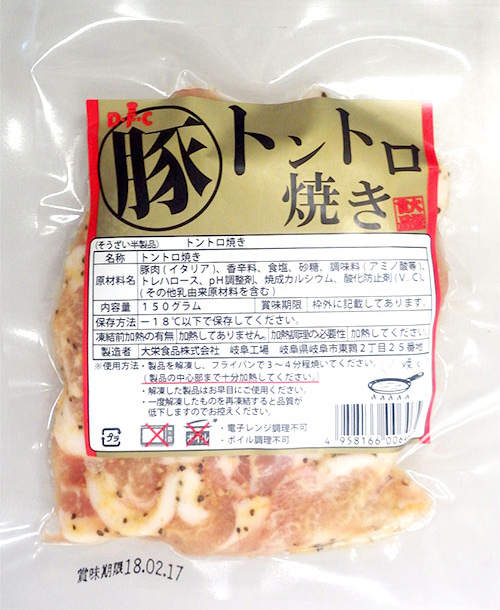 D・F・C
豚
トントロ
焼き
(そうざい半製品) トントロ焼き
名称 トントロ焼き
原材料名 豚肉(イタリア)、香辛料、食塩、砂糖、調味料(アミノ酸等)、
トレハロース、pH調整剤、焼成カルシウム、酸化防止剤(V.C)、
(その他乳由来原材料を含む)
内容量 150グラム 賞味期限 枠外に記載してあります。
保存方法 −18℃以下で保存してください。
凍結前加熱の有無 加熱してありません。 加熱調理の必要性 加熱してください。
製造者 大栄食品株式会社 岐阜工場 岐阜県岐阜市東鶉2丁目25番地
※使用方法・製品を解凍し、フライパンで3〜4分程焼いてください。
(製品の中心部まで十分加熱してください。)
・解凍した製品はお早目にご使用ください。
・一度解凍したものを再凍結すると品質が
低下しますのでお控えください。
プラ
ボイル
・電子レンジ調理不可
・ボイル調理不可
4 958166 006
賞味期限18.02.17